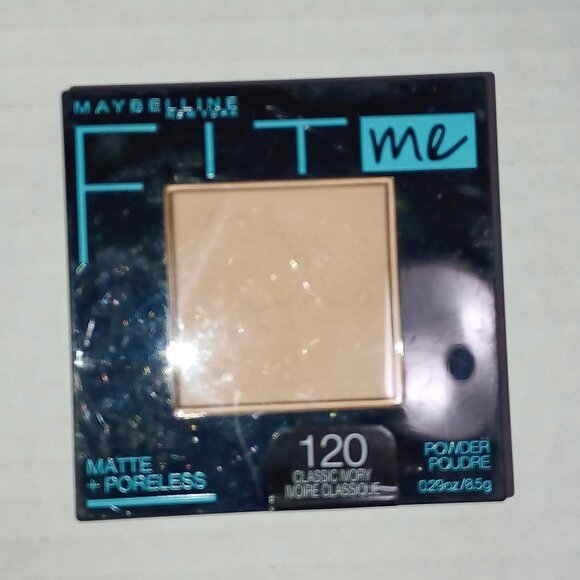 MAYBELLINE
NEW YORK
FIT me
MATTE
+ PORELESS
120
CLASSIC IVORY
IVOIRE CLASSIQUE
POWDER
POUDRE
0.29oz/8.5g